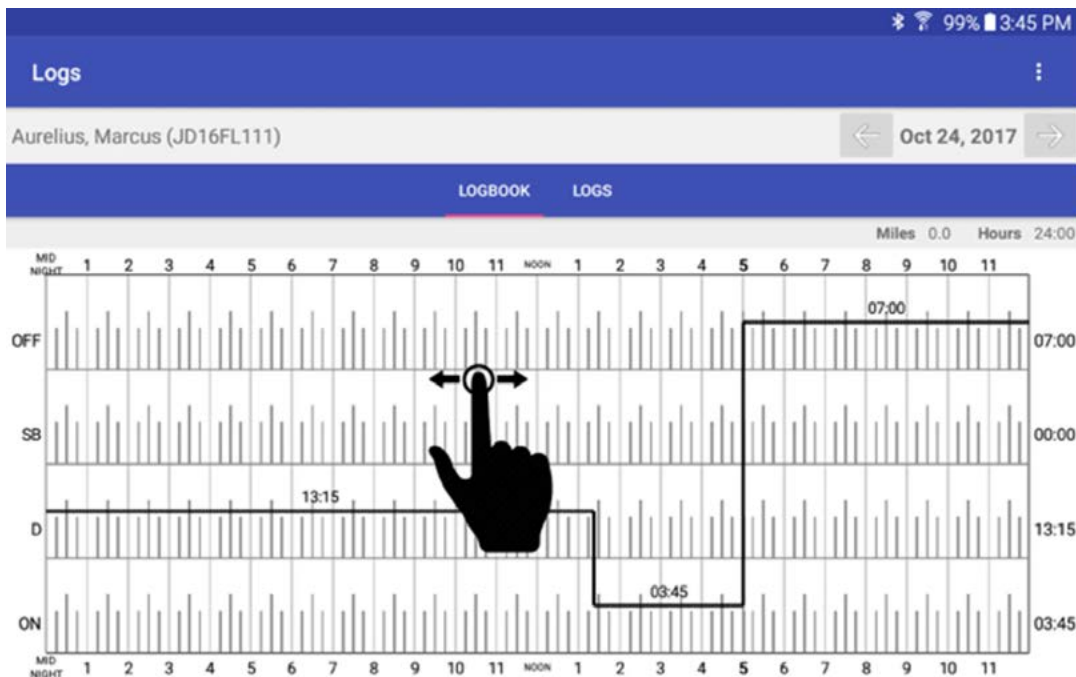 99% 3:45 PM
Logs
Aurelius, Marcus (JD16FL111)
Oct 24, 2017
LOGBOOK LOGS
Miles 0.0 Hours 24:00
MID NIGHT 1 2 3 4 5 6 7 8 9 10 11 NOON 1 2 3 4 5 6 7 8 9 10 11
07:00
OFF 07:00
SB 00:00
13:15
D 13:15
03:45
ON 03:45
MID NIGHT 1 2 3 4 5 6 7 8 9 10 11 NOON 1 2 3 4 5 6 7 8 9 10 11